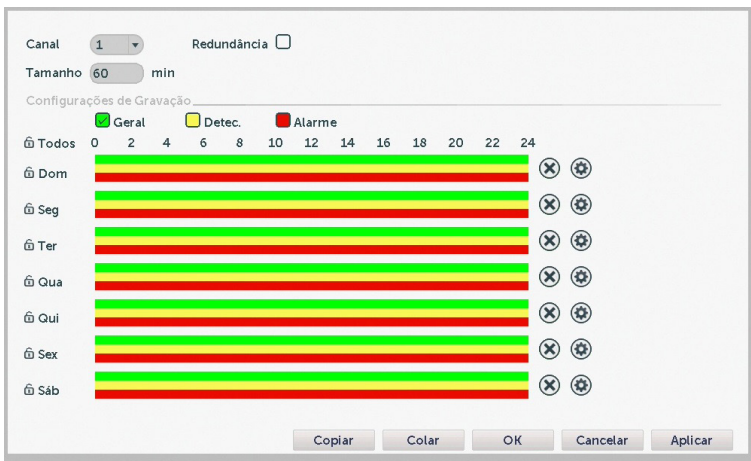 Canal 1 Redundância
Tamanho 60 min
Configurações de Gravação
Geral Detec. Alarme
Todos 0 2 4 6 8 10 12 14 16 18 20 22 24
Dom
Seg
Ter
Qua
Qui
Sex
Sáb
Copiar Colar OK Cancelar Aplicar